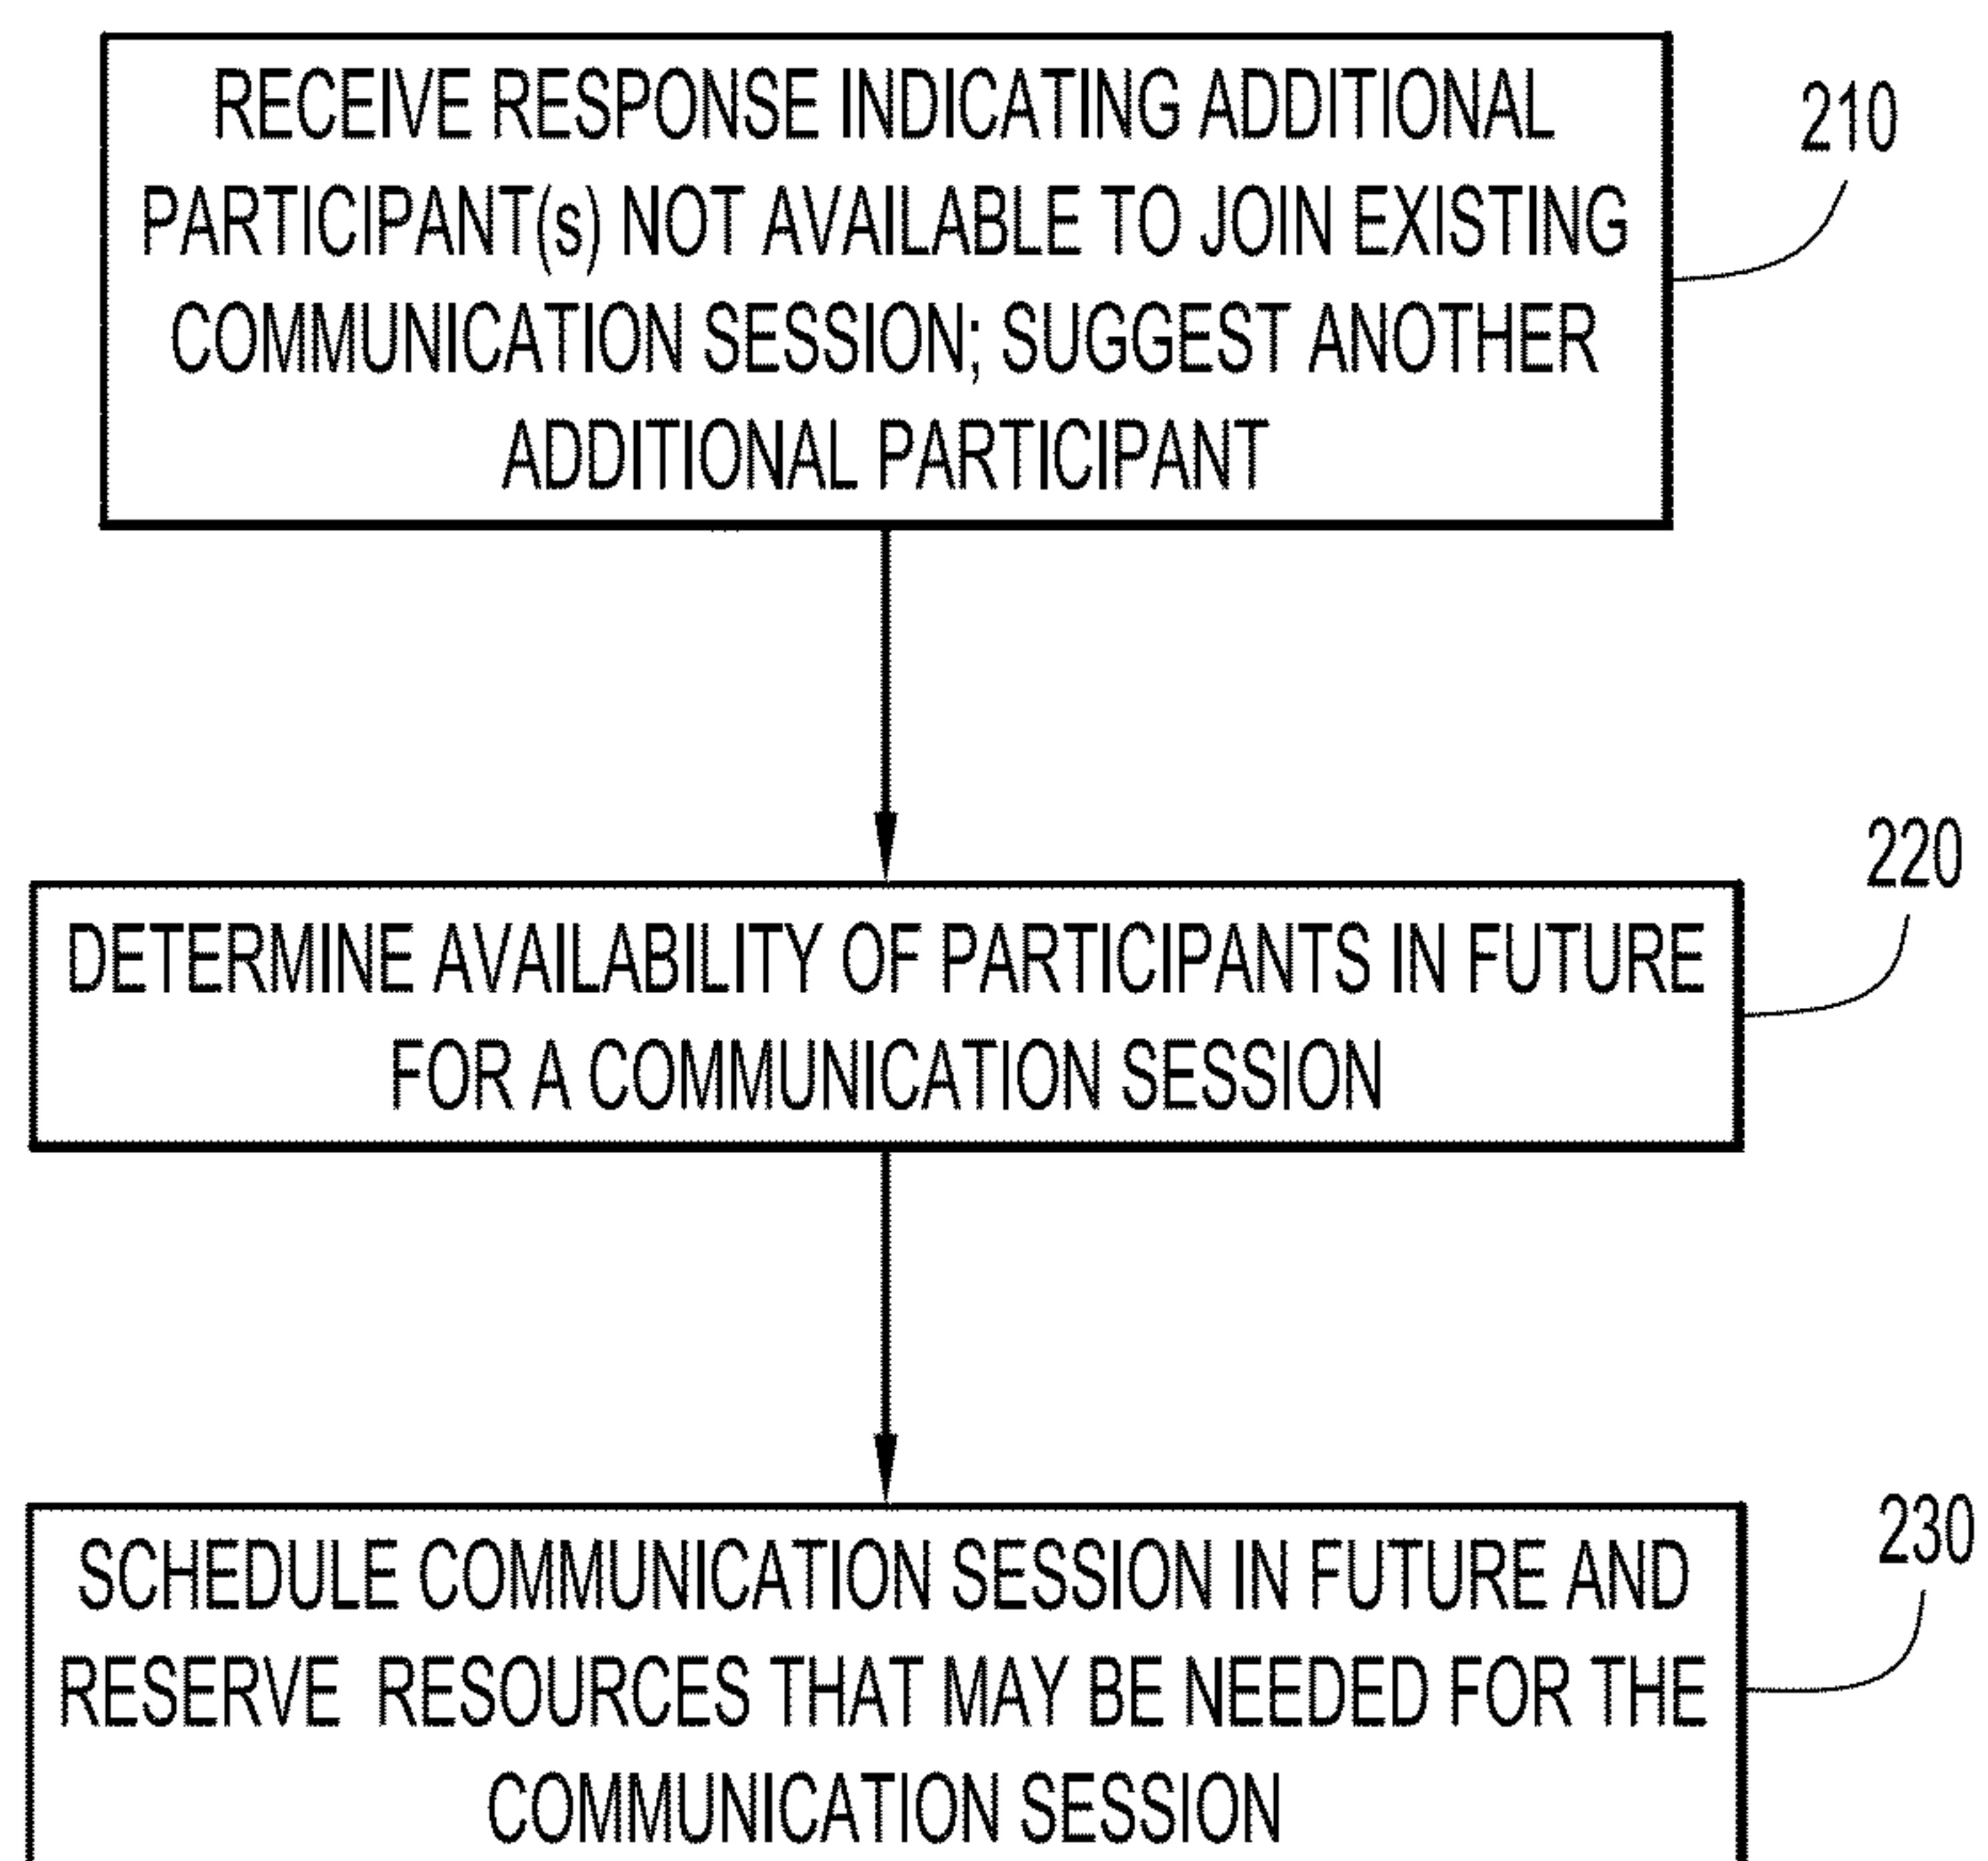 RECEIVE RESPONSE INDICATING ADDITIONAL
PARTICIPANT(s) NOT AVAILABLE TO JOIN EXISTING
COMMUNICATION SESSION; SUGGEST ANOTHER
ADDITIONAL PARTICIPANT
210
DETERMINE AVAILABILITY OF PARTICIPANTS IN FUTURE
FOR A COMMUNICATION SESSION
220
SCHEDULE COMMUNICATION SESSION IN FUTURE AND
RESERVE RESOURCES THAT MAY BE NEEDED FOR THE
COMMUNICATION SESSION
230